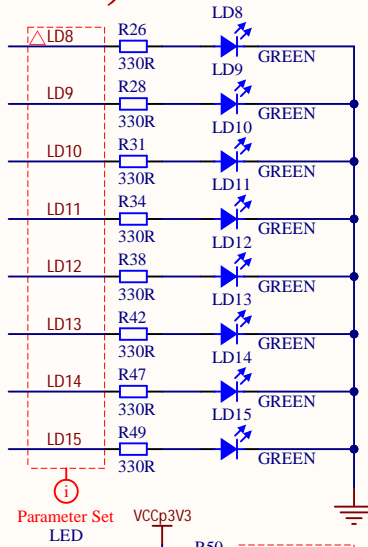 LD8
LD8 R26
330R GREEN
LD9
LD9 R28
330R GREEN
LD10
LD10 R31
330R GREEN
LD11
LD11 R34
330R GREEN
LD12
LD12 R38
330R GREEN
LD13
LD13 R42
330R GREEN
LD14
LD14 R47
330R GREEN
LD15
LD15 R49
330R GREEN
i
Parameter Set VCCp3V3
LED
R50